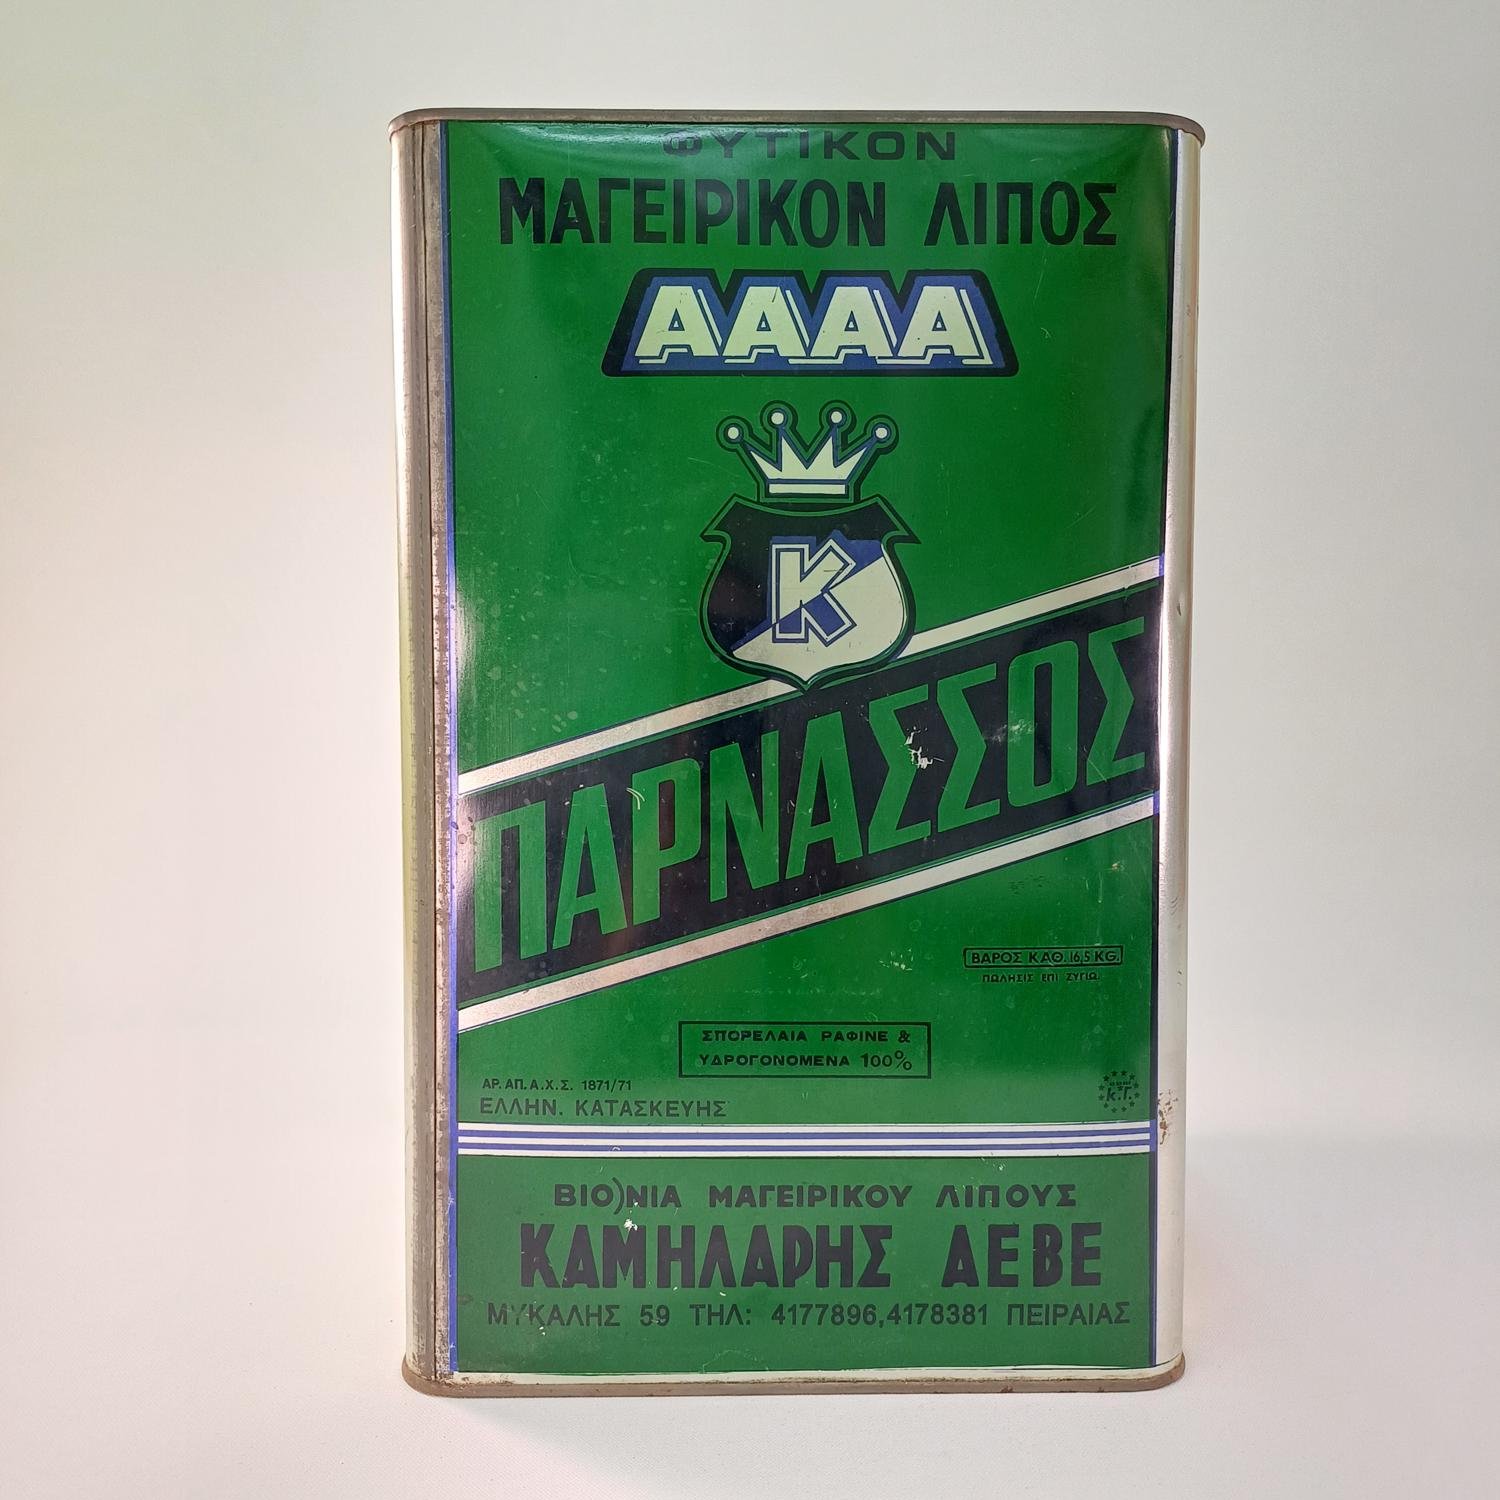 ΦΥΤΙΚΟΝ
ΜΑΓΕΙΡΙΚΟΝ ΛΙΠΟΣ
ΑΑΑΑ
K
ΠΑΡΝΑΣΣΟΣ
ΒΑΡΟΣ ΚΑΘ. 16,5 KG.
ΠΩΛΗΣΙΣ ΕΠΙ ΖΥΓΙΩ.
ΣΠΟΡΕΛΑΙΑ ΡΑΦΙΝΕ &
ΥΔΡΟΓΟΝΟΜΕΝΑ 100%
ΑΡ. ΑΠ. Α.Χ.Σ. 1871/71
ΕΛΛΗΝ. ΚΑΤΑΣΚΕΥΗΣ
k.Γ.
ΒΙΟ)ΝΙΑ ΜΑΓΕΙΡΙΚΟΥ ΛΙΠΟΥΣ
ΚΑΜΗΛΑΡΗΣ ΑΕΒΕ
ΜΥΚΑΛΗΣ 59 ΤΗΛ: 4177896,4178381 ΠΕΙΡΑΙΑΣ